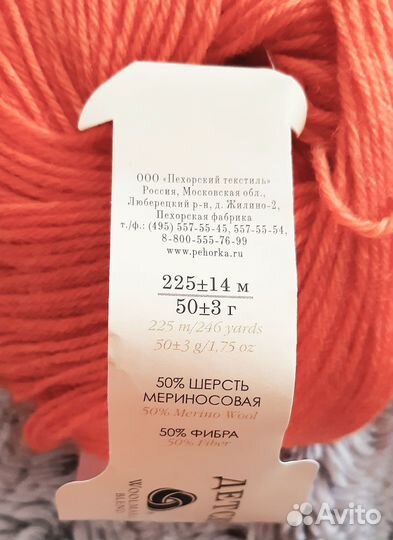 ООО «Пехорский текстиль»
Россия, Московская обл.,
Люберецкий р-н, д. Жилино-2,
Пехорская фабрика
т./ф.: (495) 557-55-45, 557-55-54,
8-800-555-76-99
www.pehorka.ru
225±14 м
50±3 г
225 m/246 yards
50±3 g/1,75 oz
50% ШЕРСТЬ
МЕРИНОСОВАЯ
50% Merino Wool
50% ФИБРА
50% Fiber
Avito